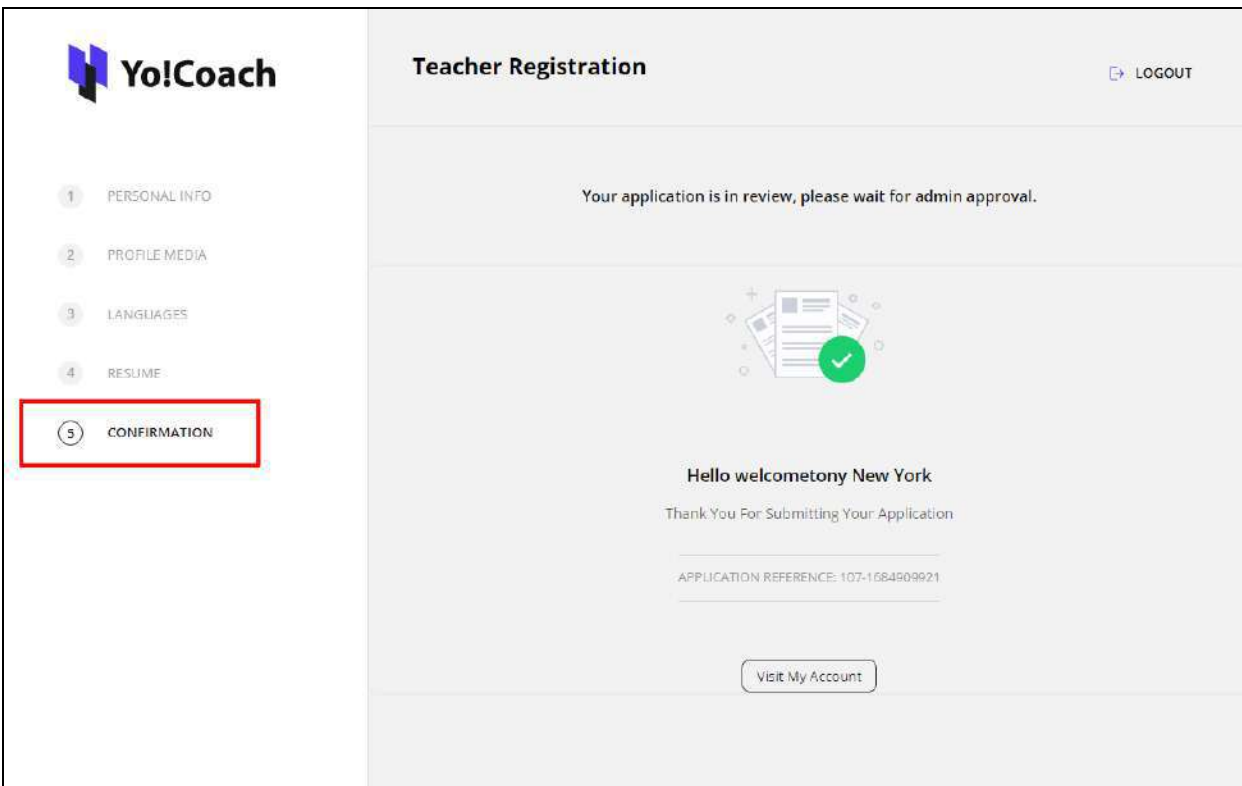 Yo!Coach
Teacher Registration
LOGOUT
1 PERSONAL INFO
2 PROFILE MEDIA
3 LANGUAGES
4 RESUME
5 CONFIRMATION
Your application is in review, please wait for admin approval.
Hello welcometony New York
Thank You For Submitting Your Application
APPLICATION REFERENCE: 107-1684909921
Visit My Account